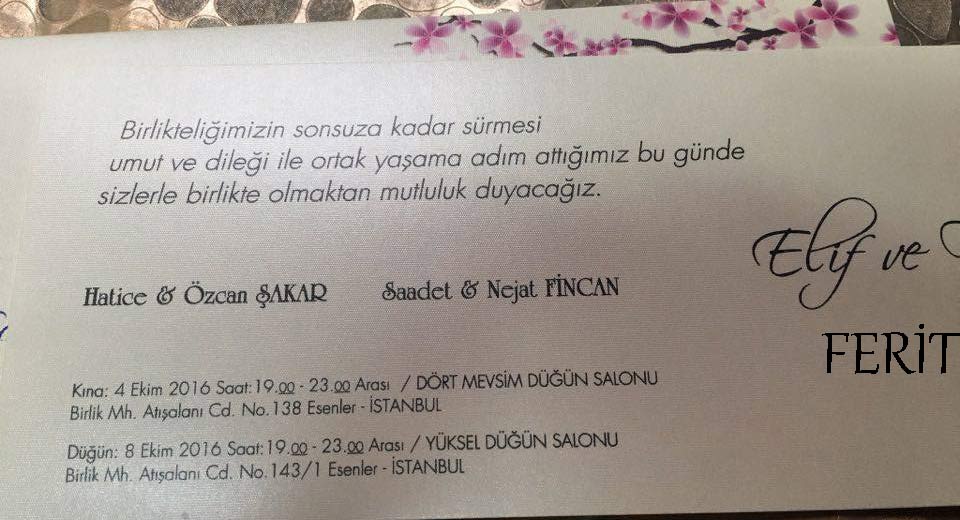 Birlikteliğimizin sonsuza kadar sürmesi
umut ve dileği ile ortak yaşama adım attığımız bu günde
sizlerle birlikte olmaktan mutluluk duyacağız.
Elif ve
FERİT
Hatice & Özcan ŞAKAR Saadet & Nejat FİNCAN
Kına: 4 Ekim 2016 Saat:19.00 - 23.00 Arası / DÖRT MEVSİM DÜĞÜN SALONU
Birlik Mh. Atışalanı Cd. No.138 Esenler - İSTANBUL
Düğün: 8 Ekim 2016 Saat:19.00 - 23.00 Arası / YÜKSEL DÜĞÜN SALONU
Birlik Mh. Atışalanı Cd. No.143/1 Esenler - İSTANBUL